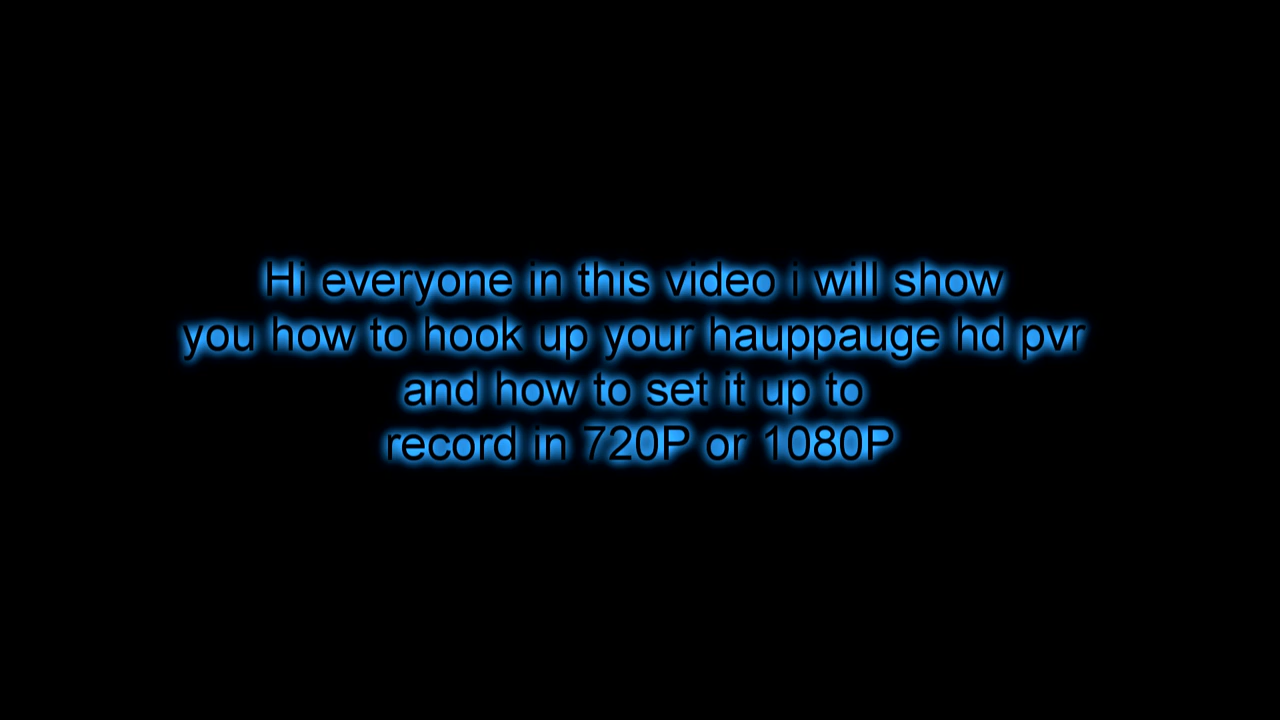 Hi everyone in this video i will show
you how to hook up your hauppauge hd pvr
and how to set it up to
record in 720P or 1080P